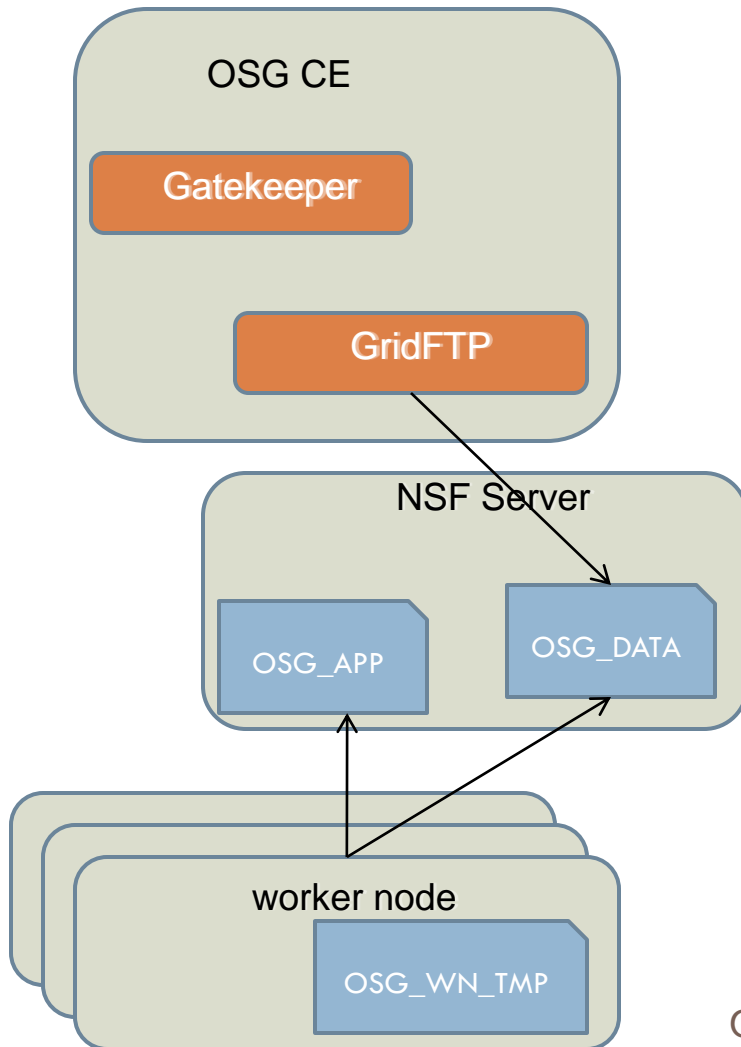 OSG CE
Gatekeeper
GridFTP
NSF Server
OSG_APP
OSG_DATA
worker node
OSG_WN_TMP